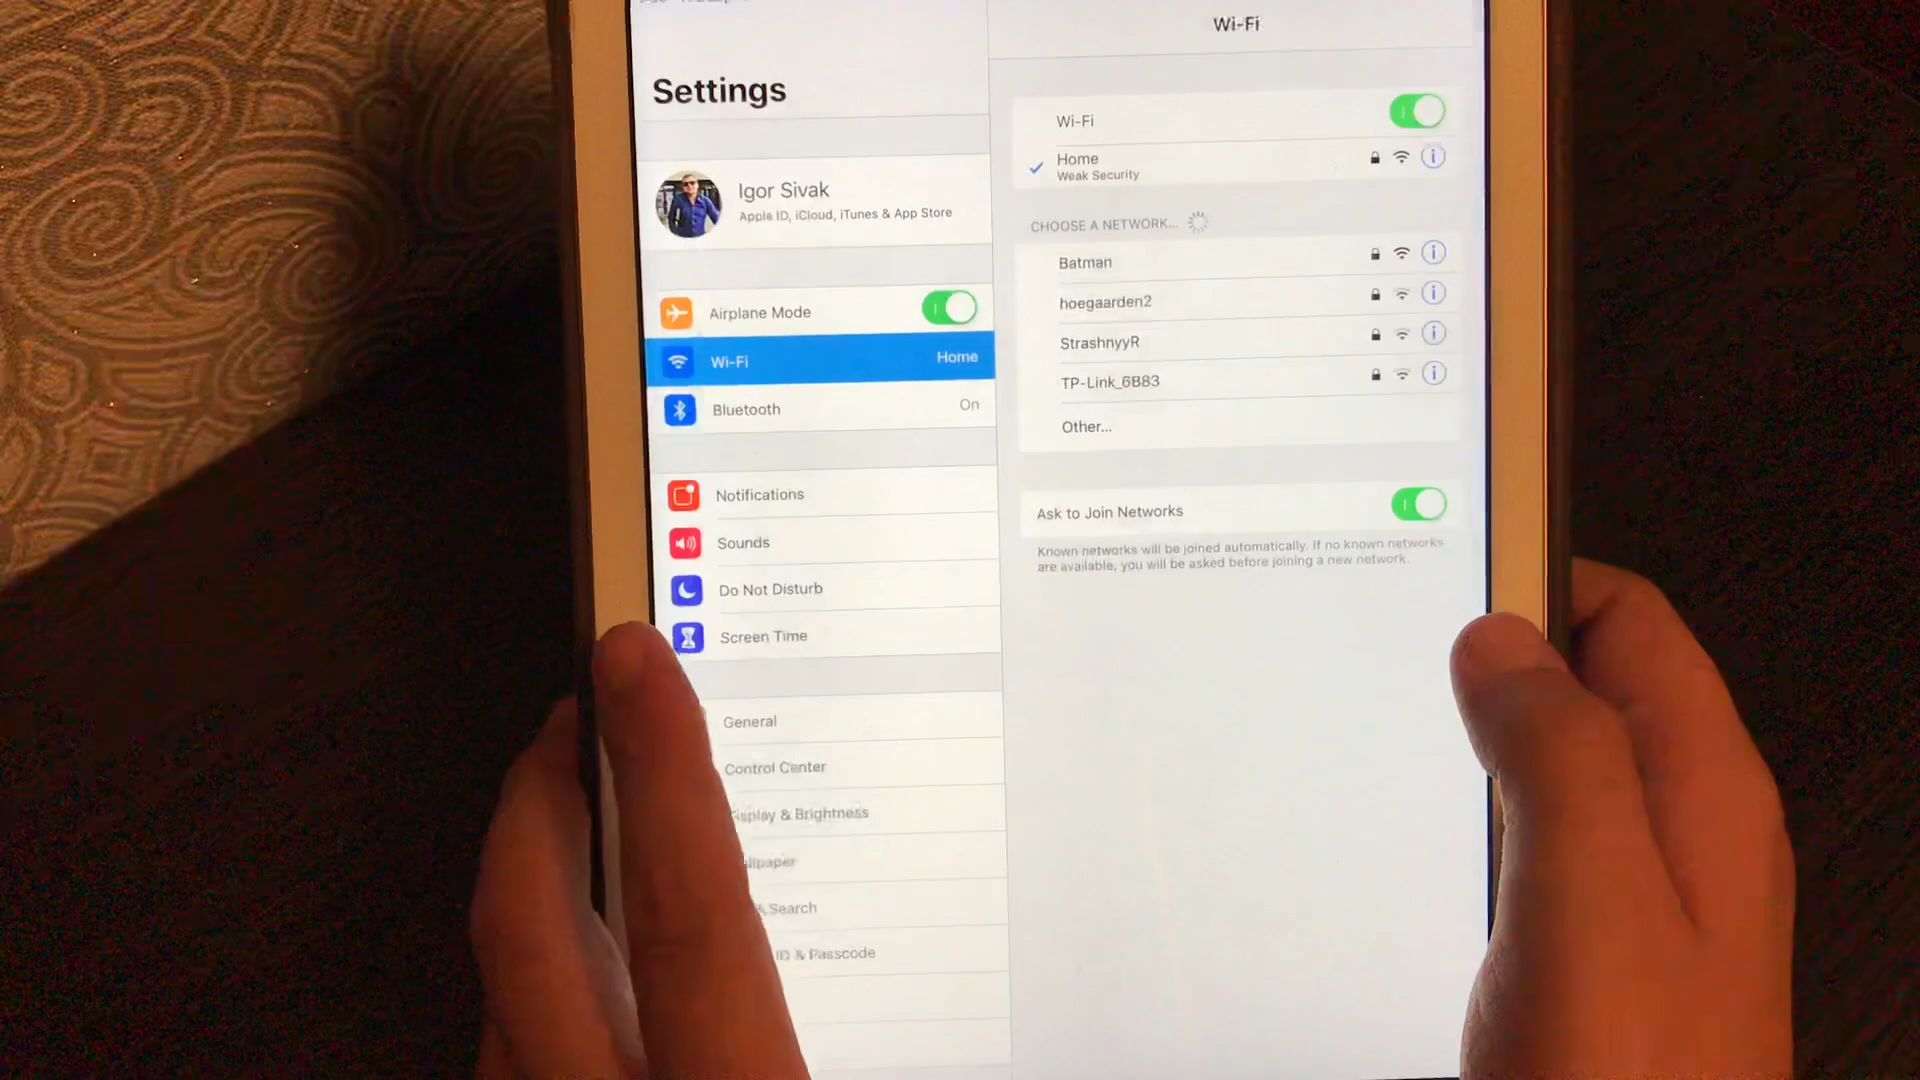 Settings
Igor Sivak
Apple ID, iCloud, iTunes & App Store
Airplane Mode
Wi-Fi Home
Bluetooth On
Notifications
Sounds
Do Not Disturb
Screen Time
General
Control Center
isplay & Brightness
llpaper
& Search
ID & Passcode
Wi-Fi
Wi-Fi
Home
Weak Security
CHOOSE A NETWORK...
Batman
hoegaarden2
StrashnyyR
TP-Link_6B83
Other...
Ask to Join Networks
Known networks will be joined automatically. If no known networks
are available, you will be asked before joining a new network.